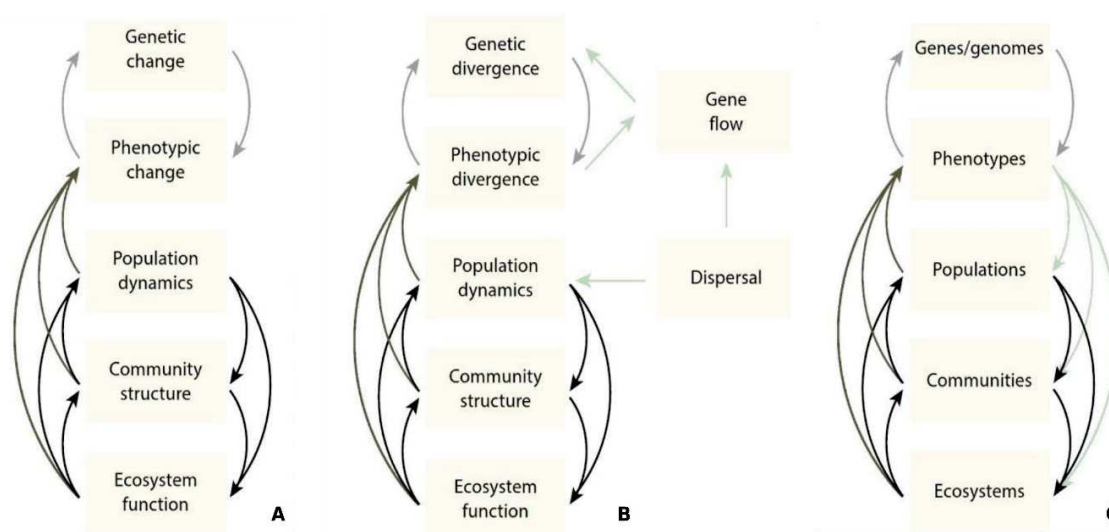 Genetic
change
Phenotypic
change
Population
dynamics
Community
structure
Ecosystem
function
A
Genetic
divergence
Phenotypic
divergence
Population
dynamics
Community
structure
Ecosystem
function
Gene
flow
Dispersal
B
Genes/genomes
Phenotypes
Populations
Communities
Ecosystems